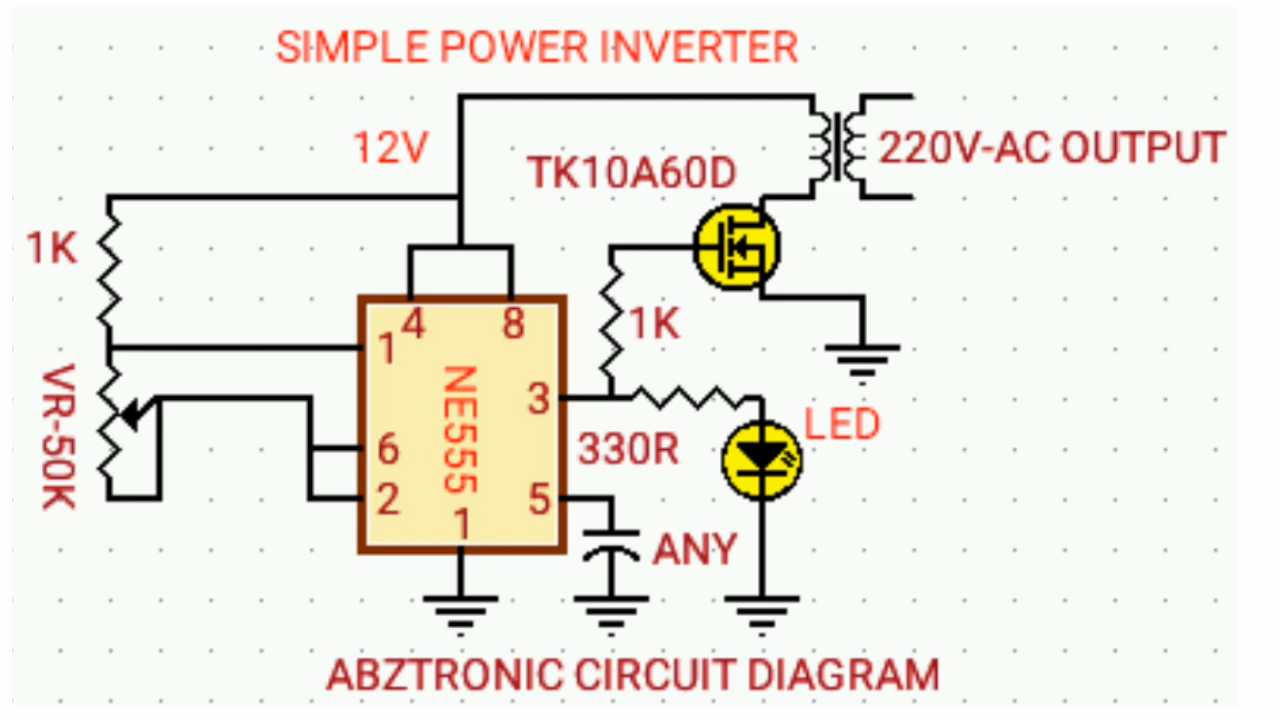 SIMPLE POWER INVERTER
12V
TK10A60D
220V-AC OUTPUT
1K
4
8
1K
1
VR-50K
NE555
3
LED
6
330R
2
5
1
ANY
ABZTRONIC CIRCUIT DIAGRAM